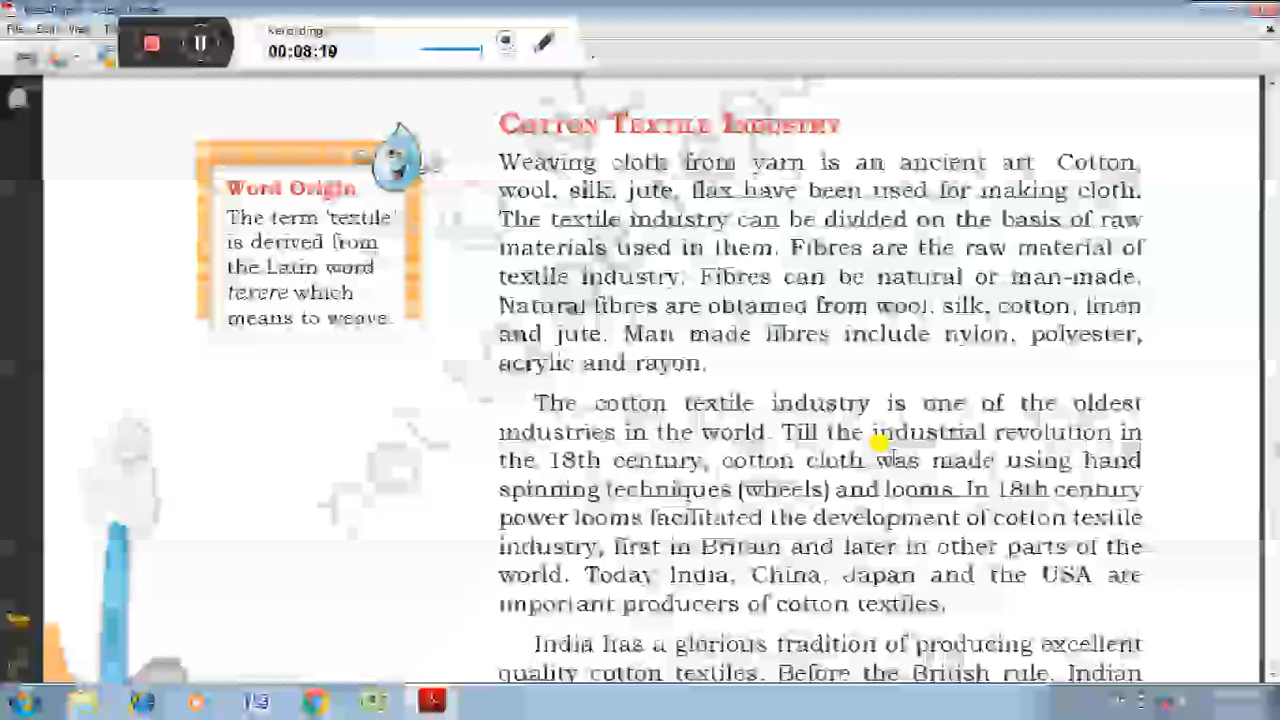 Recording
00:08:19
File Edit View
COTTON TEXTILE INDUSTRY
Weaving cloth from yarn is an ancient art Cotton,
wool, silk, jute, flax have been used for making cloth.
The textile industry can be divided on the basis of raw
materials used in them. Fibres are the raw material of
textile industry. Fibres can be natural or man-made.
Natural fibres are obtained from wool, silk, cotton, linen
and jute. Man made fibres include nylon, polyester,
acrylic and rayon.
The cotton textile industry is one of the oldest
industries in the world. Till the industrial revolution in
the 18th century, cotton cloth was made using hand
spinning techniques (wheels) and looms. In 18th century
power looms facilitated the development of cotton textile
industry, first in Britain and later in other parts of the
world. Today India, China, Japan and the USA are
important producers of cotton textiles.
India has a glorious tradition of producing excellent
quality cotton textiles. Before the British rule, Indian
Word Origin
The term 'textile'
is derived from
the Latin word
texere which
means to weave.